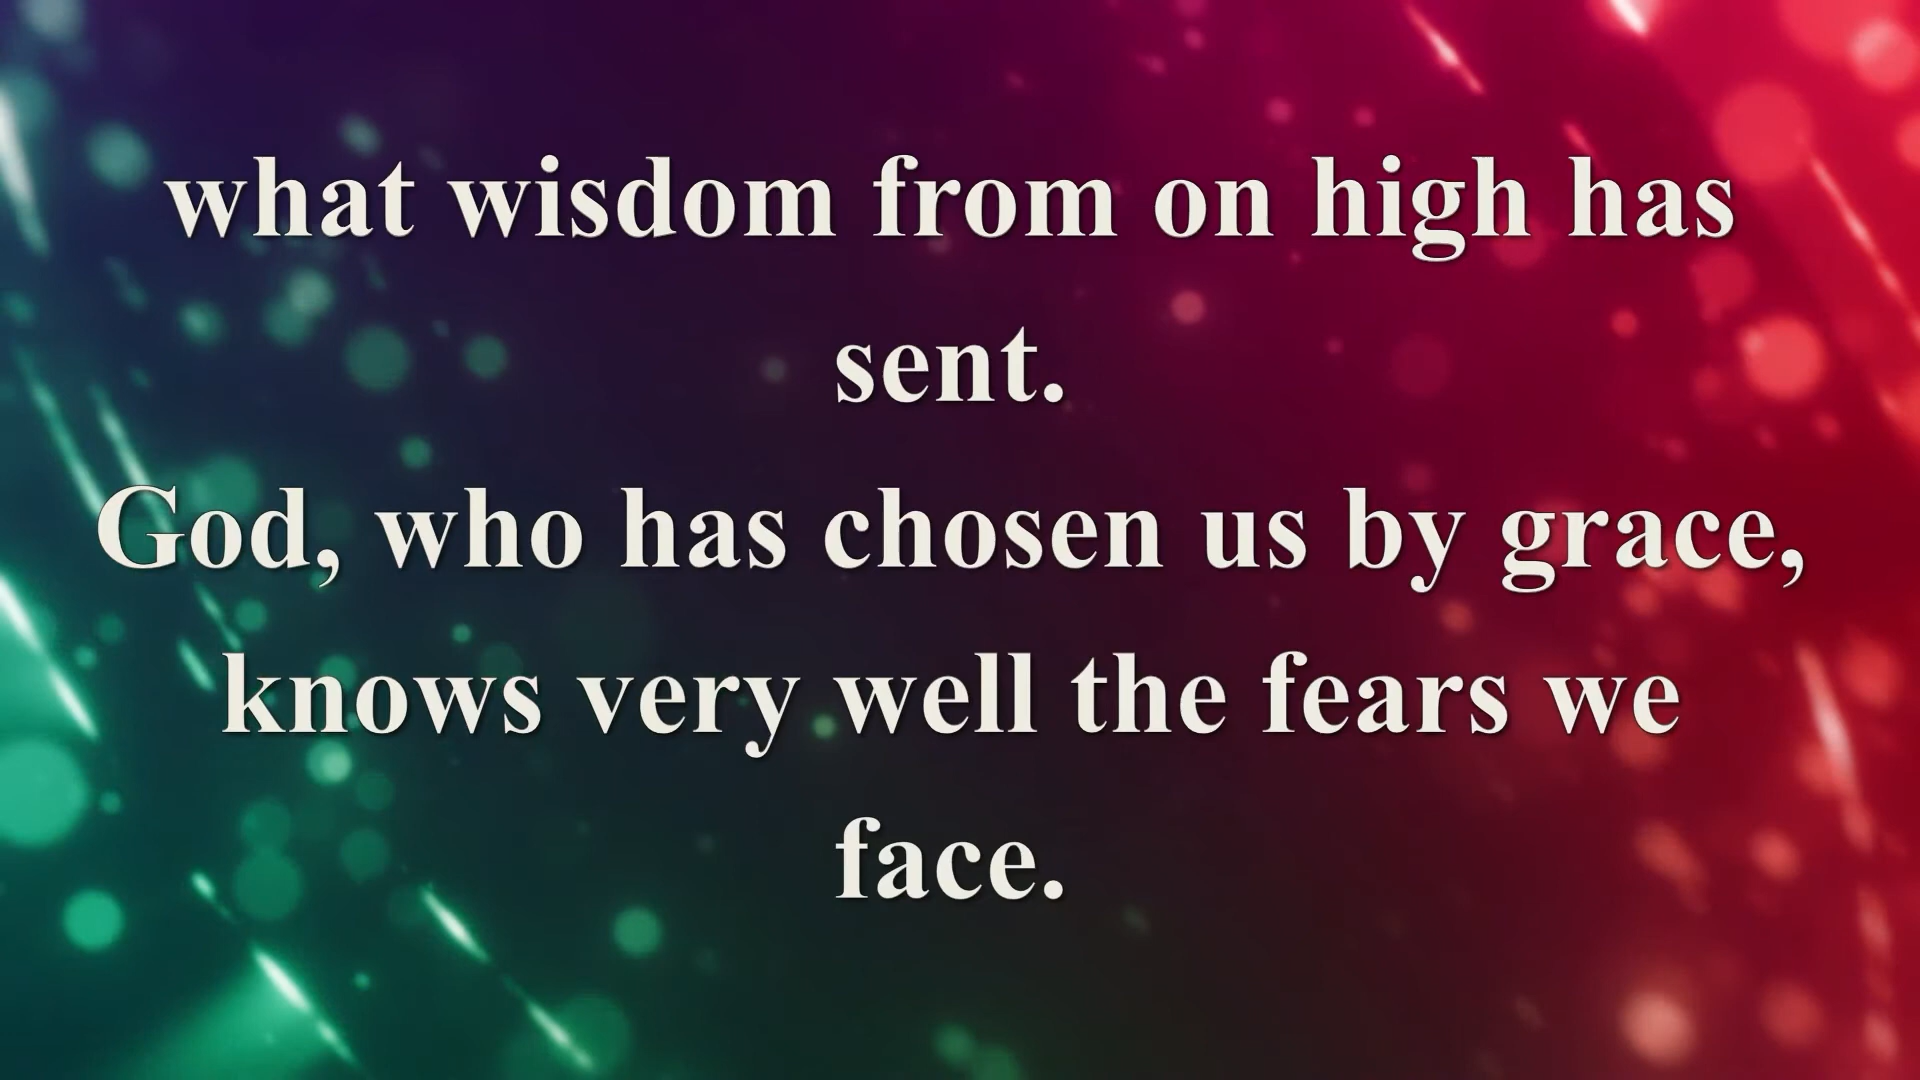 what wisdom from on high has
sent.
God, who has chosen us by grace,
knows very well the fears we
face.